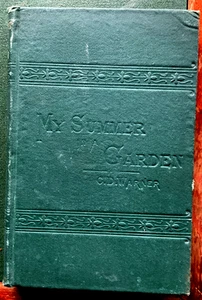 MY SUMMER
IN A
GARDEN
C.D. WARNER